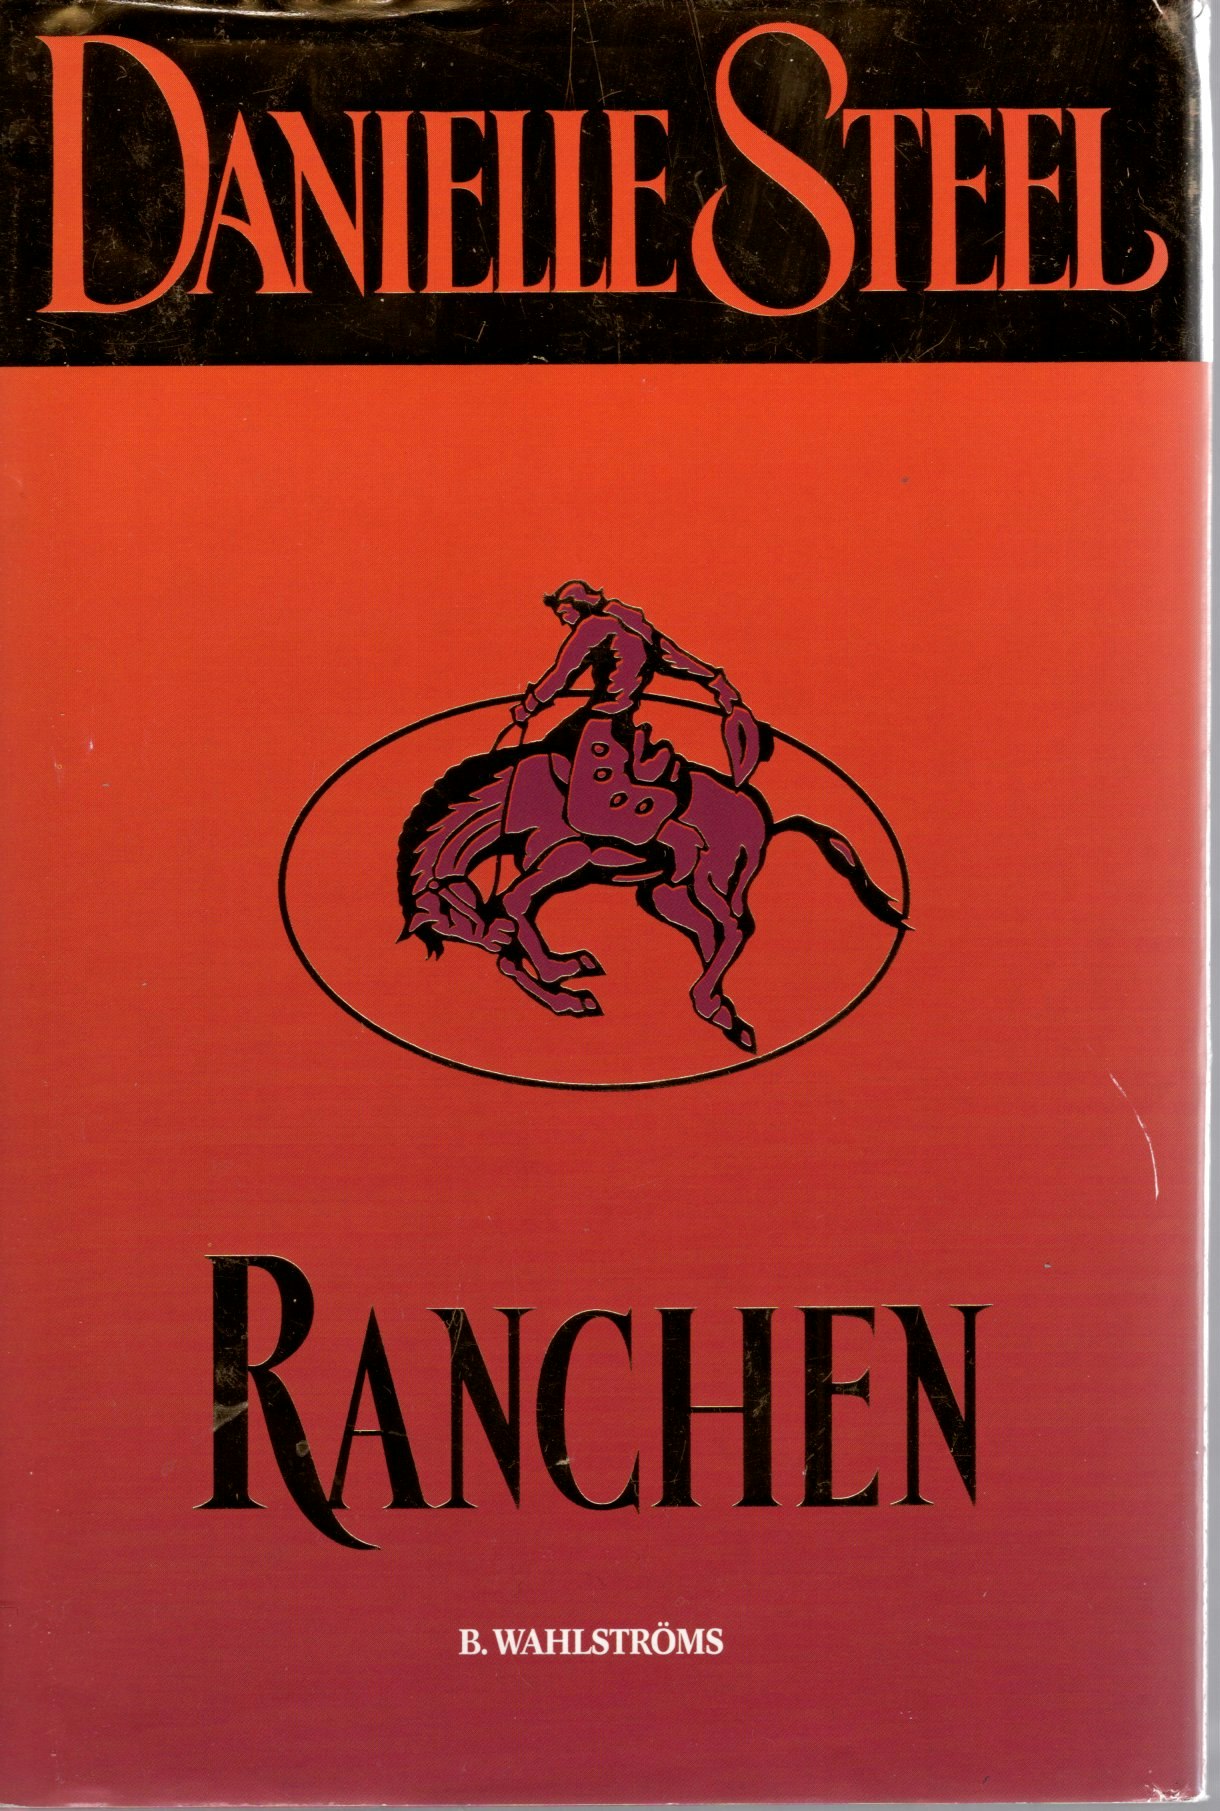 DANIELLE STEEL
RANCHEN
B. WAHLSTRÖMS